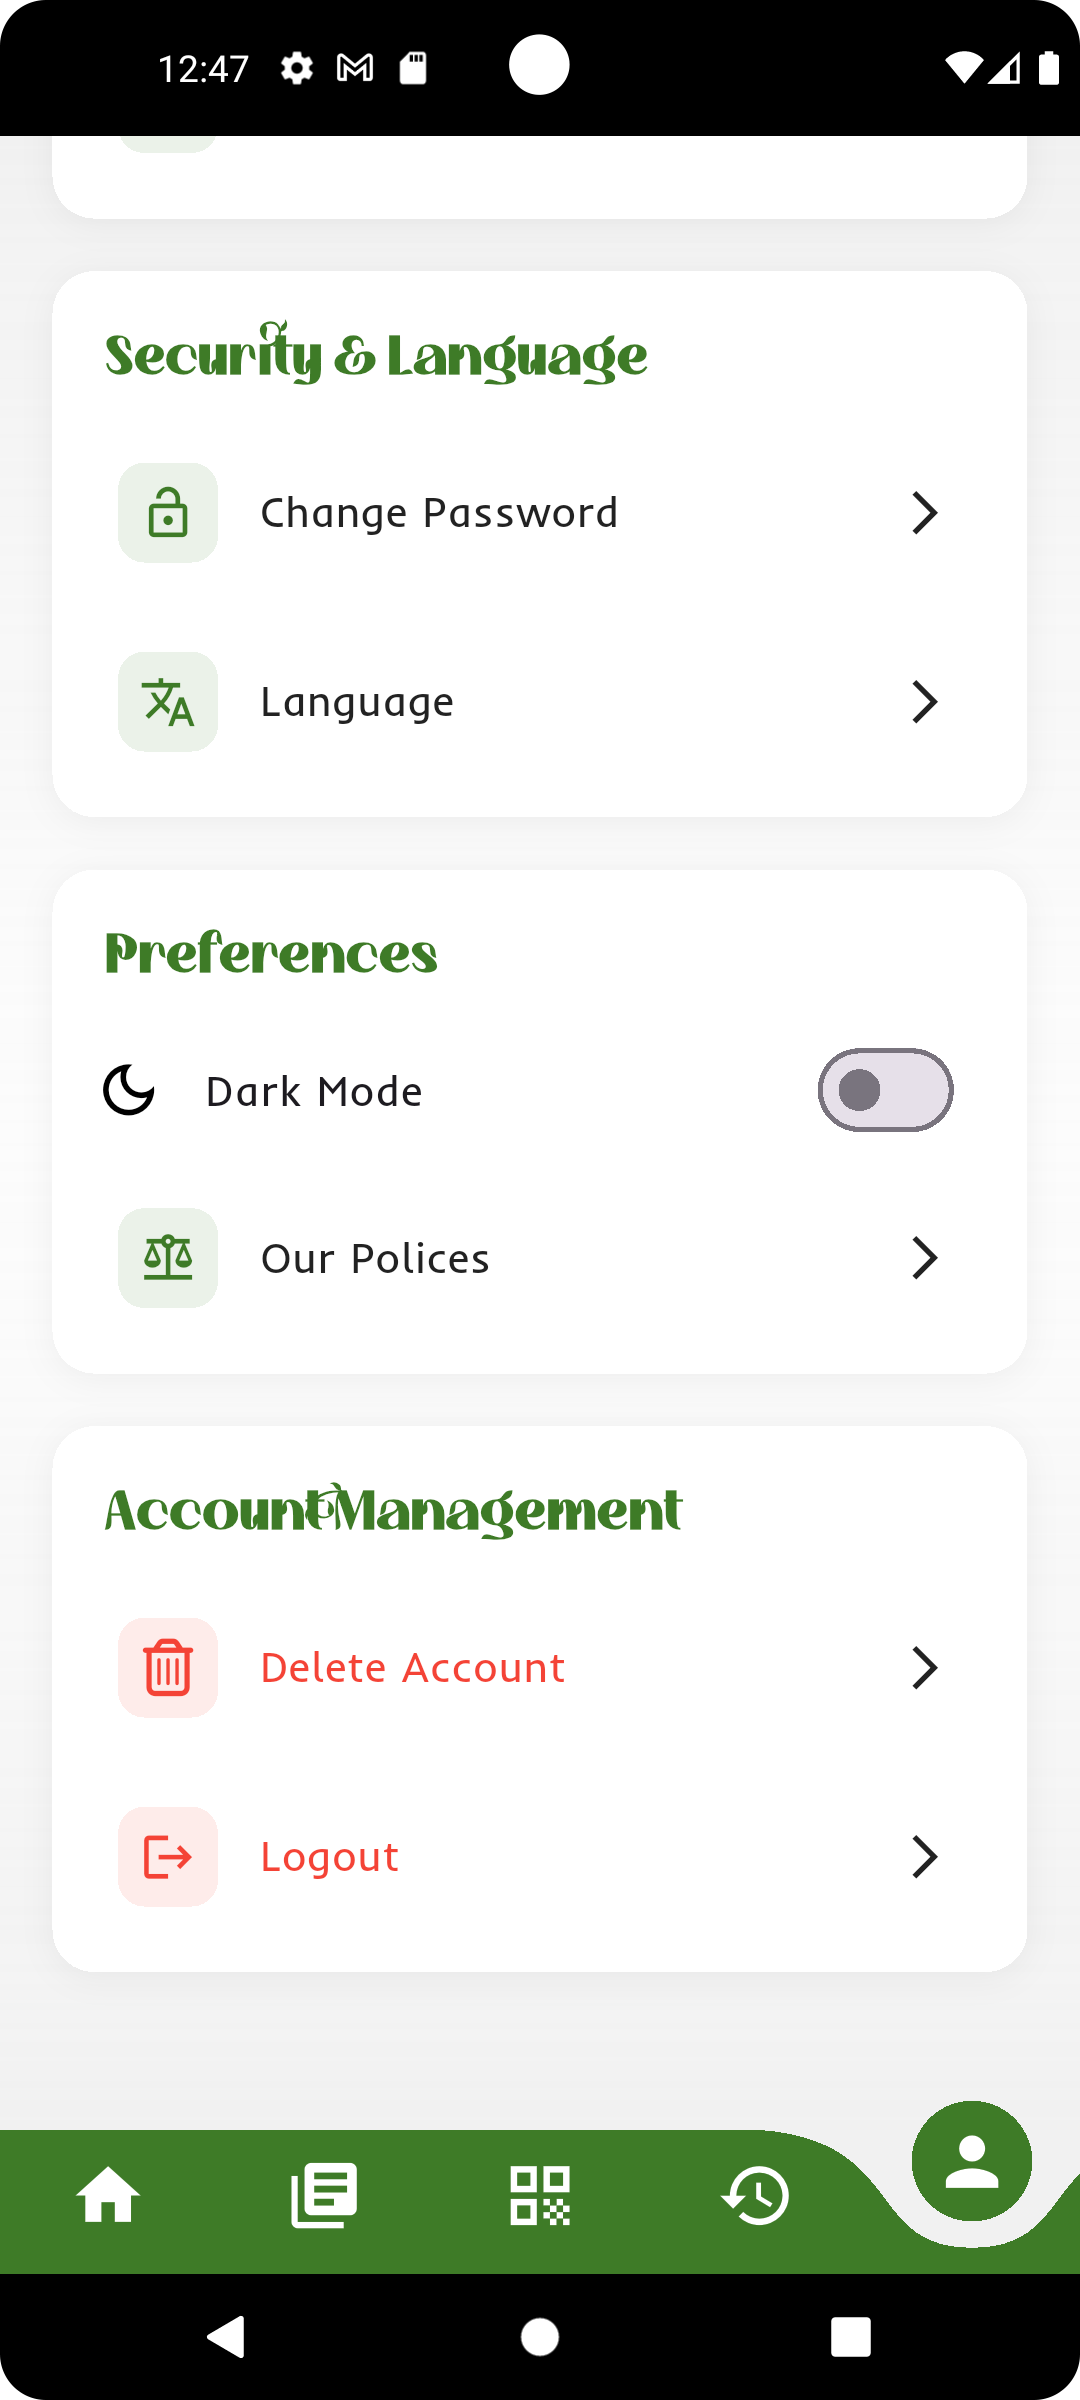 12:47
Security & Language
Change Password
Language
Preferences
Dark Mode
Our Polices
Account Management
Delete Account
Logout